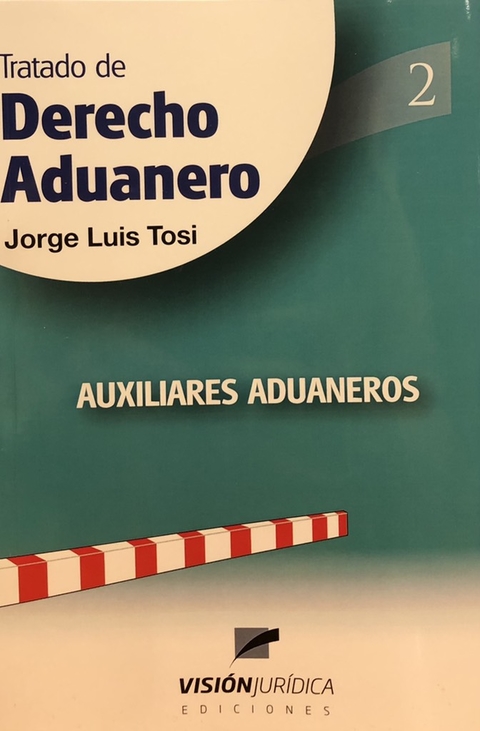 Tratado de
Derecho
Aduanero
Jorge Luis Tosi
2
AUXILIARES ADUANEROS
VISIÓNJURÍDICA
EDICIONES